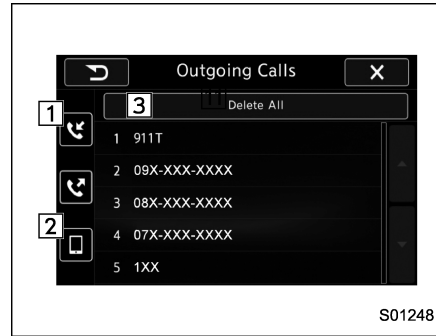 Outgoing Calls
X
1
3
Delete All
1 911T
2 09X-XXX-XXXX
2
3 08X-XXX-XXXX
4 07X-XXX-XXXX
5 1XX
S01248